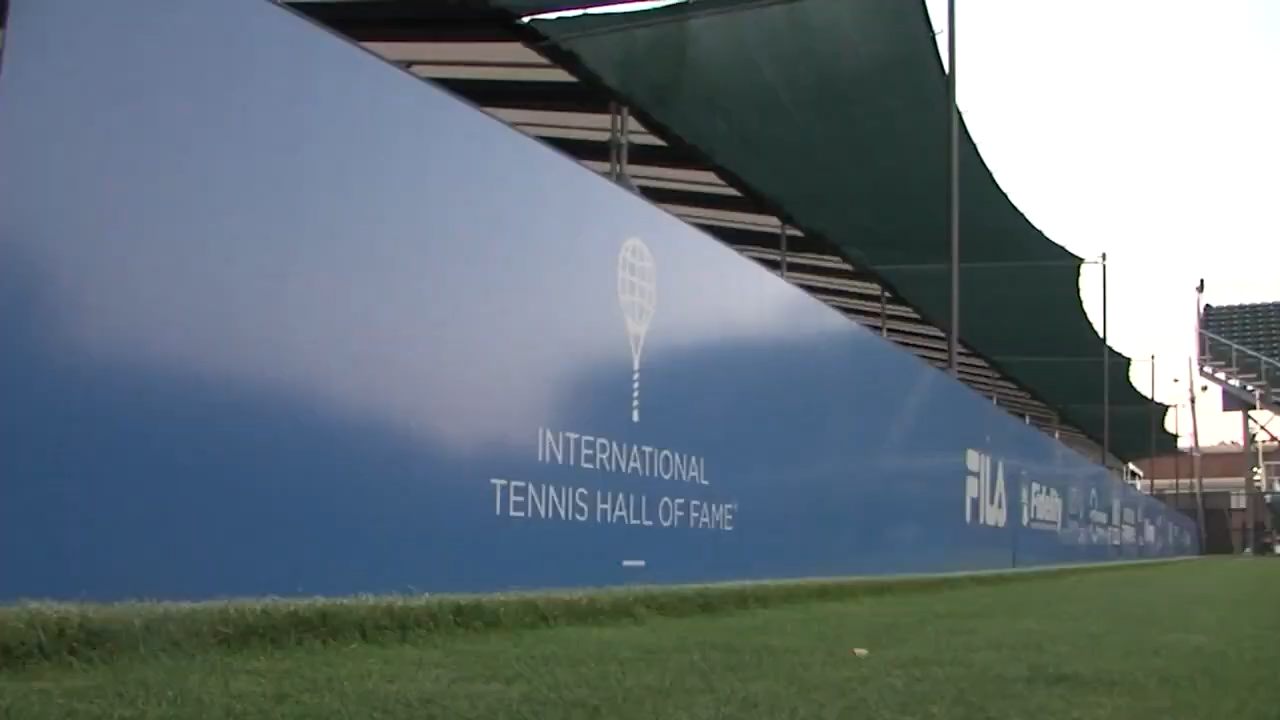 INTERNATIONAL
TENNIS HALL OF FAME
FILA
Fidelity